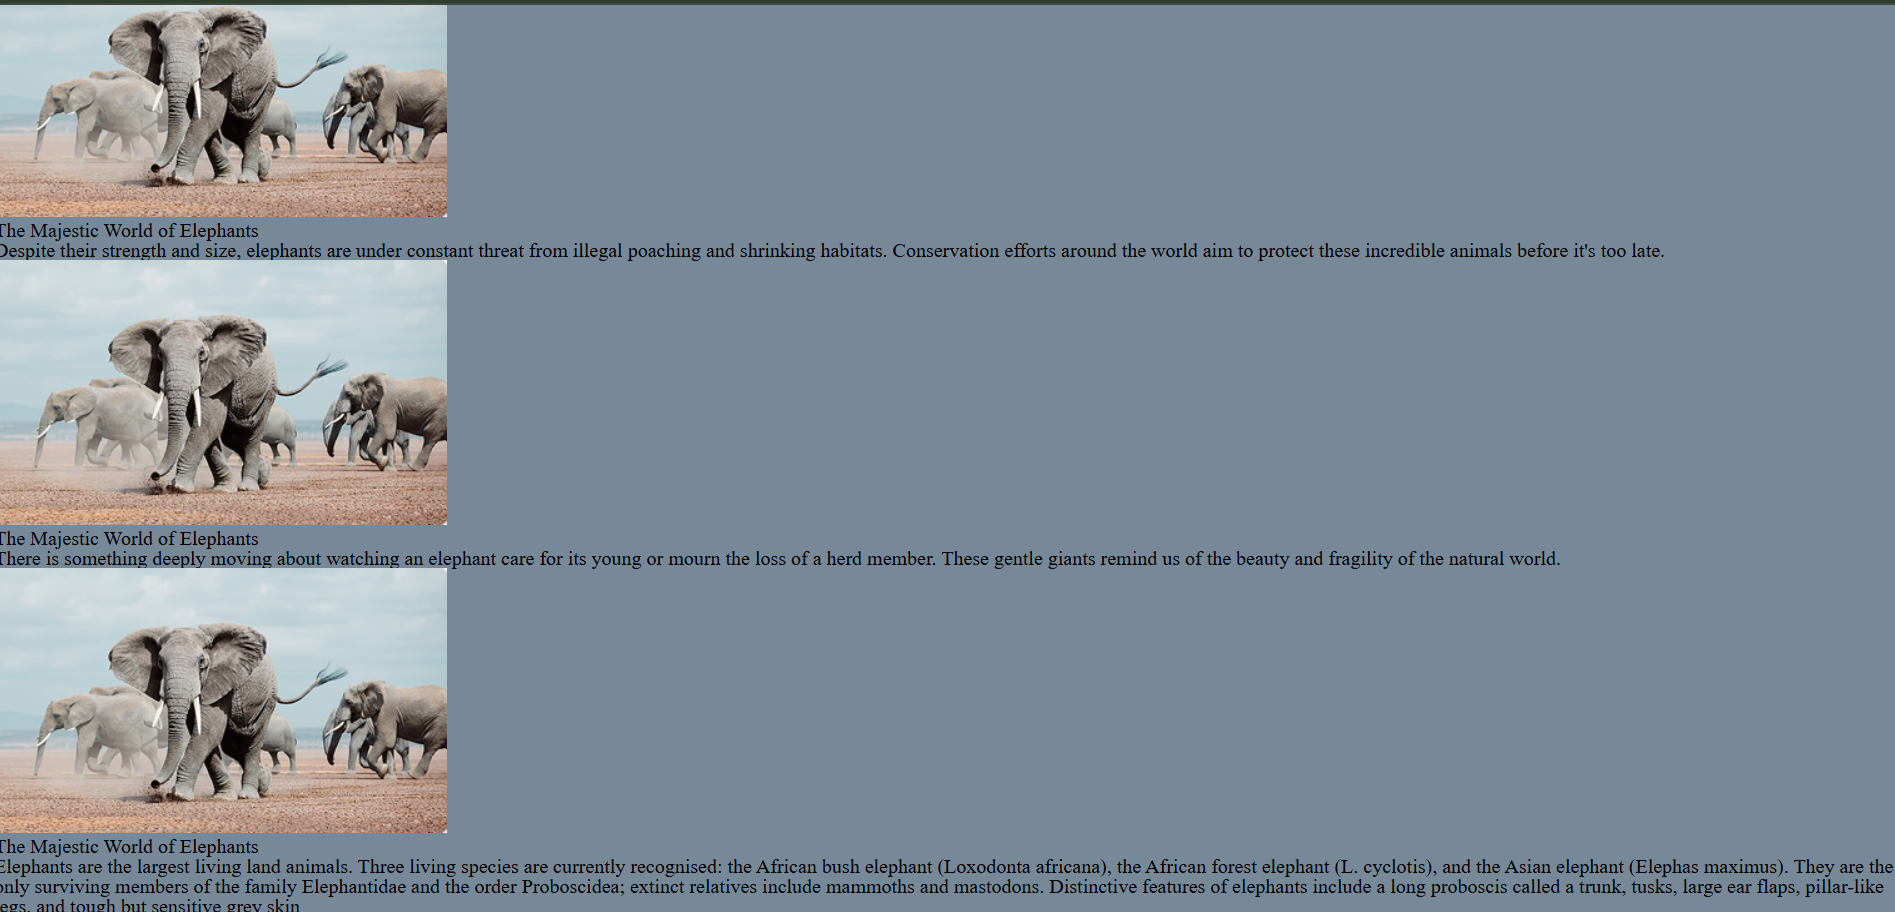 The Majestic World of Elephants
Despite their strength and size, elephants are under constant threat from illegal poaching and shrinking habitats. Conservation efforts around the world aim to protect these incredible animals before it's too late.
The Majestic World of Elephants
There is something deeply moving about watching an elephant care for its young or mourn the loss of a herd member. These gentle giants remind us of the beauty and fragility of the natural world.
The Majestic World of Elephants
Elephants are the largest living land animals. Three living species are currently recognised: the African bush elephant (Loxodonta africana), the African forest elephant (L. cyclotis), and the Asian elephant (Elephas maximus). They are the
only surviving members of the family Elephantidae and the order Proboscidea; extinct relatives include mammoths and mastodons. Distinctive features of elephants include a long proboscis called a trunk, tusks, large ear flaps, pillar-like
legs, and tough but sensitive grey skin